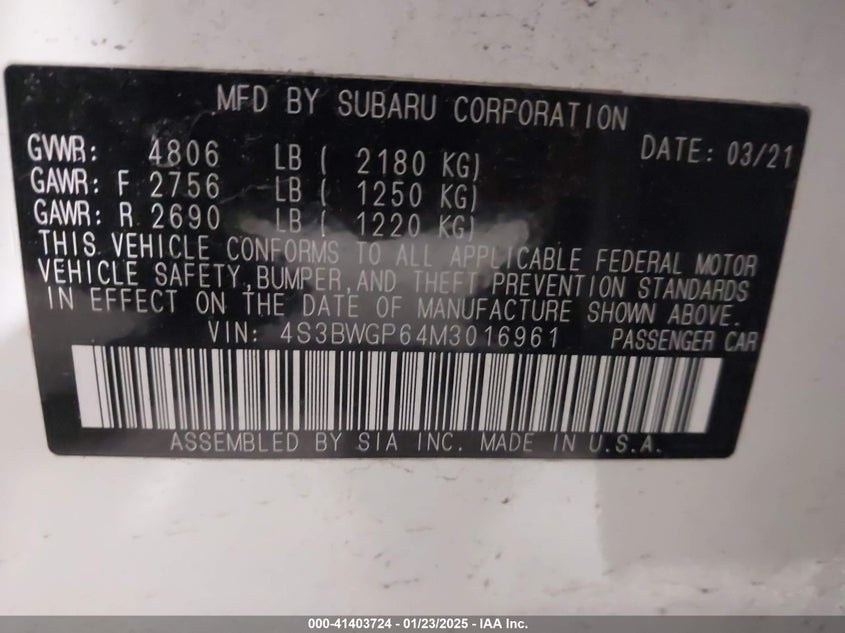 MFD BY SUBARU CORPORATION
DATE: 03/21
GVWR: 4806 LB ( 2180 KG)
GAWR: F 2756 LB ( 1250 KG)
GAWR: R 2690 LB ( 1220 KG)
THIS VEHICLE CONFORMS TO ALL APPLICABLE FEDERAL MOTOR
VEHICLE SAFETY, BUMPER, AND THEFT PREVENTION STANDARDS
IN EFFECT ON THE DATE OF MANUFACTURE SHOWN ABOVE.
VIN: 4S3BWGP64M3016961 PASSENGER CAR
ASSEMBLED BY SIA INC. MADE IN U.S.A.
000-41403724 - 01/23/2025 - IAA Inc.